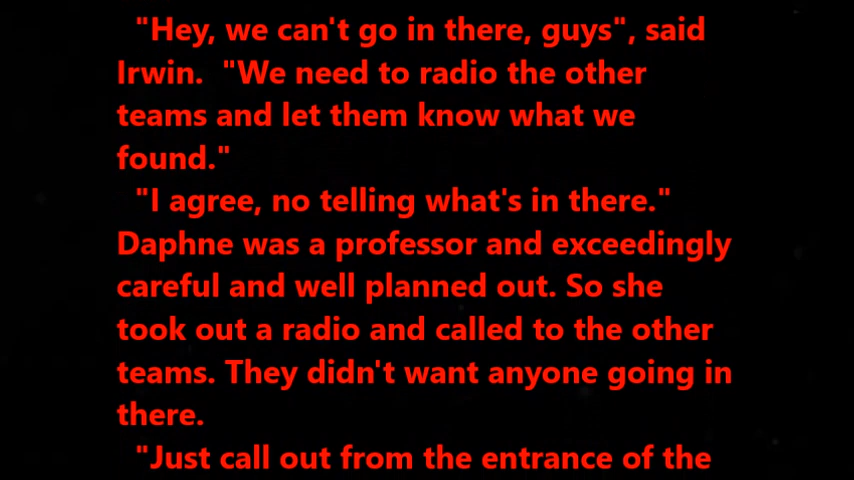 "Hey, we can't go in there, guys", said
Irwin.  "We need to radio the other
teams and let them know what we
found."
"I agree, no telling what's in there."
Daphne was a professor and exceedingly
careful and well planned out. So she
took out a radio and called to the other
teams. They didn't want anyone going in
there.
"Just call out from the entrance of the